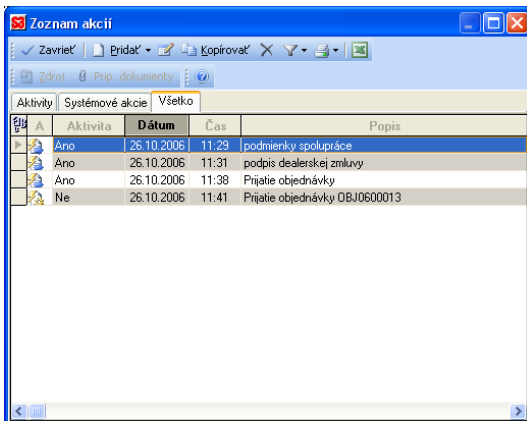 Zoznam akcií
Zavrieť Pridať Kopírovať
Zdroj Prip. dokumenty
Aktivity Systémové akcie Všetko
A Aktivita Dátum Čas Popis
Ano 26.10.2006 11:29 podmienky spolupráce
Ano 26.10.2006 11:31 podpis dealerskej zmluvy
Ano 26.10.2006 11:38 Prijatie objednávky
Ne 26.10.2006 11:41 Prijatie objednávky OBJ0600013